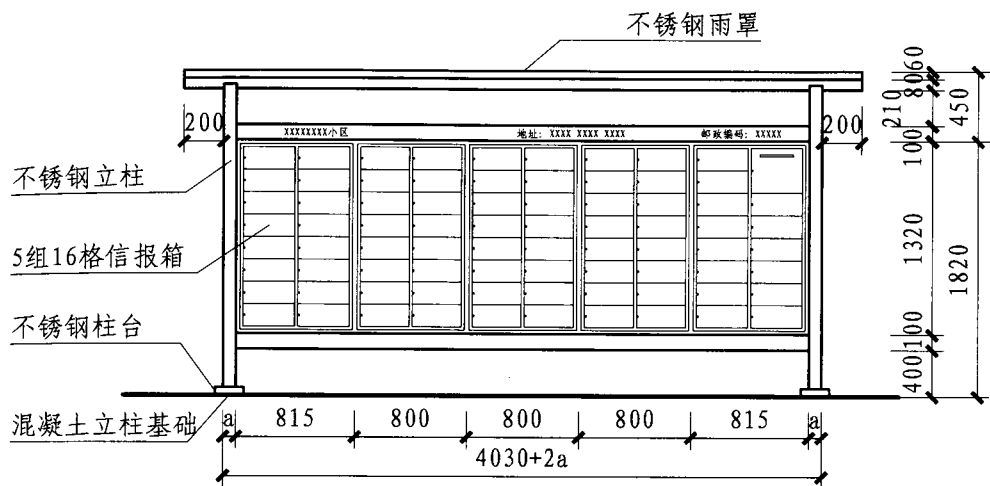 不锈钢雨罩
60
80
210
450
200
XXXXXXXX小区
地址: XXXX XXXX XXXX
邮政编码: XXXXX
200
100
不锈钢立柱
5组16格信报箱
1320
1820
不锈钢柱台
100
400
混凝土立柱基础
a
815
800
800
800
815
a
4030+2a